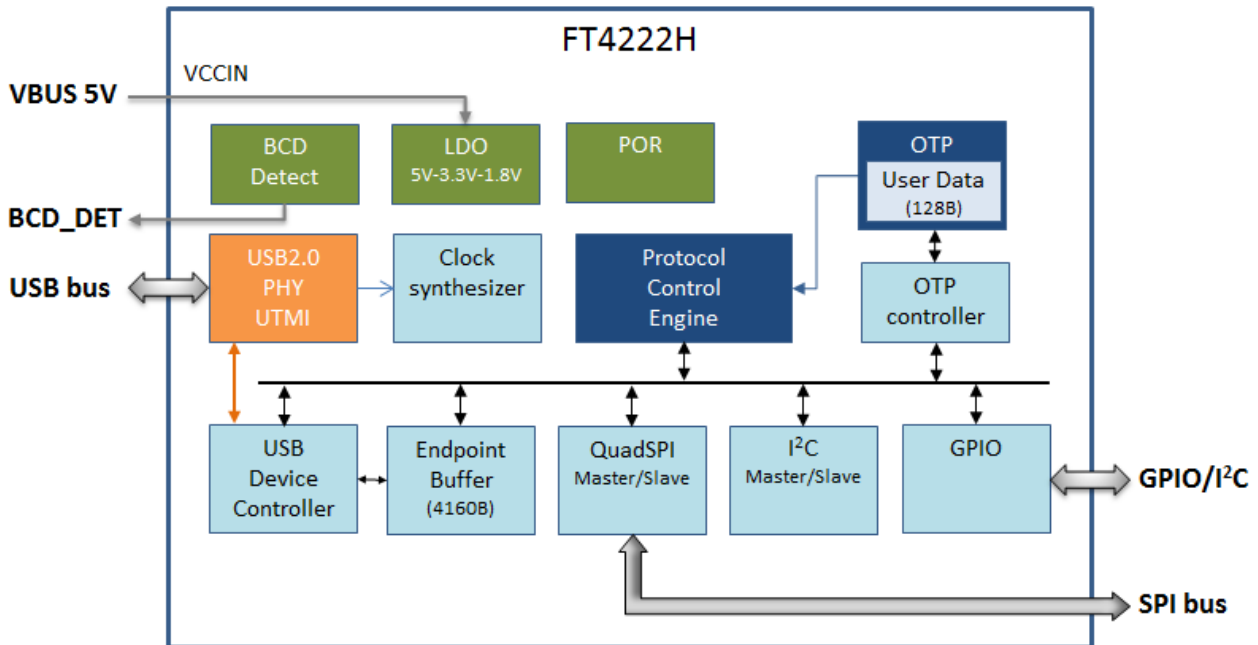 FT4222H
VCCIN
VBUS 5V
BCD
Detect
LDO
5V-3.3V-1.8V
POR
OTP
User Data
(128B)
BCD_DET
USB bus
USB2.0
PHY
UTMI
Clock
synthesizer
Protocol
Control
Engine
OTP
controller
USB
Device
Controller
Endpoint
Buffer
(4160B)
QuadSPI
Master/Slave
I²C
Master/Slave
GPIO
GPIO/I²C
SPI bus